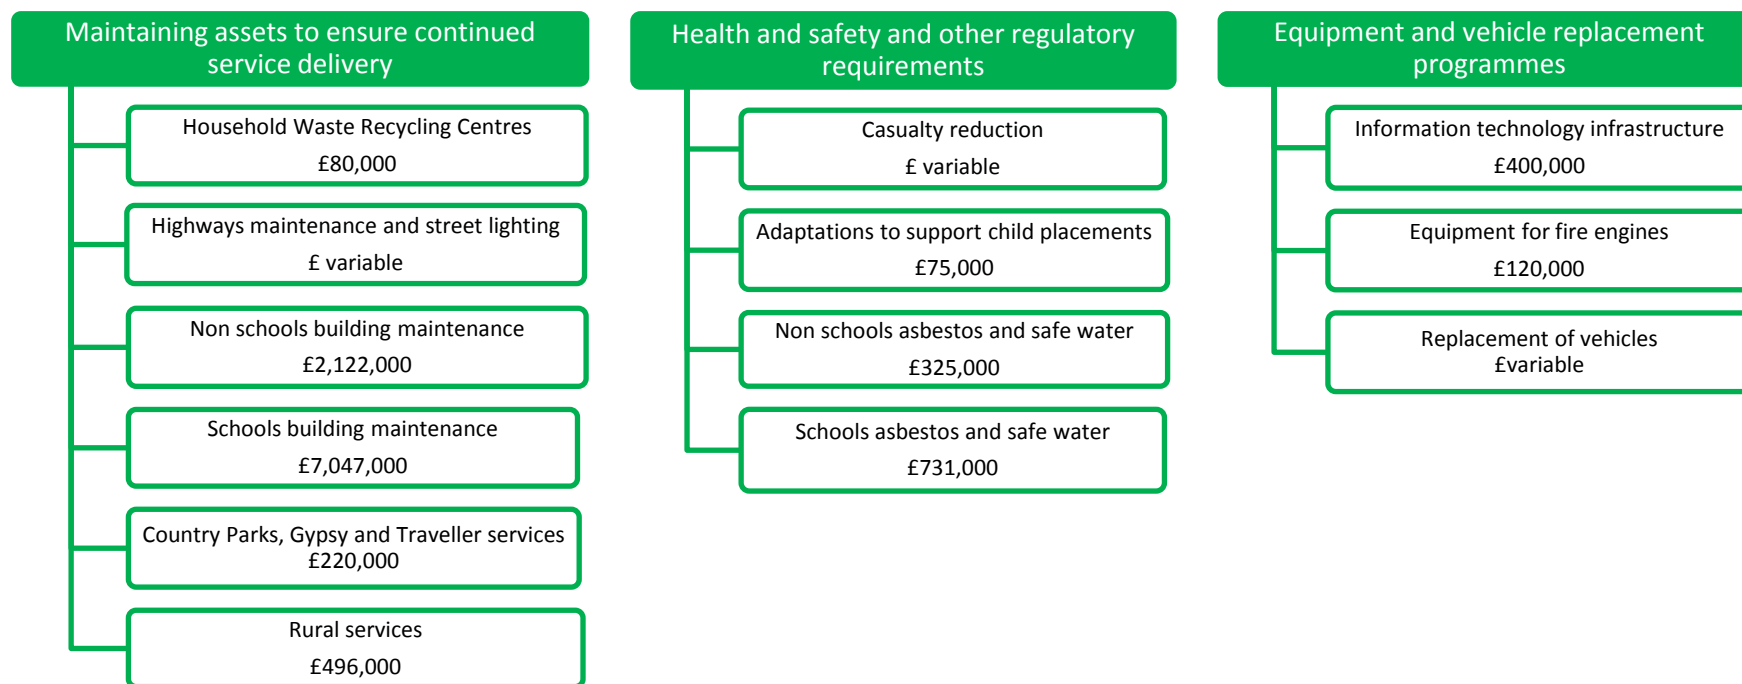 Maintaining assets to ensure continued
service delivery
Household Waste Recycling Centres
£80,000
Highways maintenance and street lighting
£ variable
Non schools building maintenance
£2,122,000
Schools building maintenance
£7,047,000
Country Parks, Gypsy and Traveller services
£220,000
Rural services
£496,000
Health and safety and other regulatory
requirements
Casualty reduction
£ variable
Adaptations to support child placements
£75,000
Non schools asbestos and safe water
£325,000
Schools asbestos and safe water
£731,000
Equipment and vehicle replacement
programmes
Information technology infrastructure
£400,000
Equipment for fire engines
£120,000
Replacement of vehicles
£variable